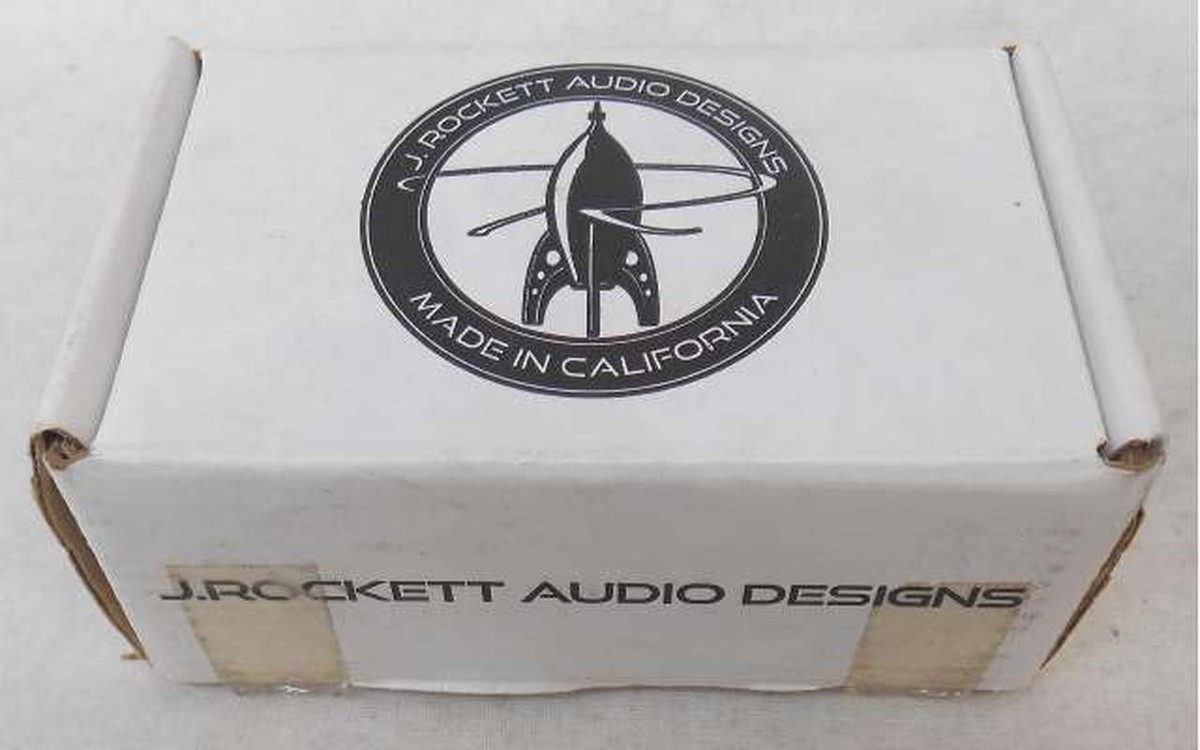 J. ROCKETT AUDIO DESIGNS
MADE IN CALIFORNIA
J.ROCKETT AUDIO DESIGNS